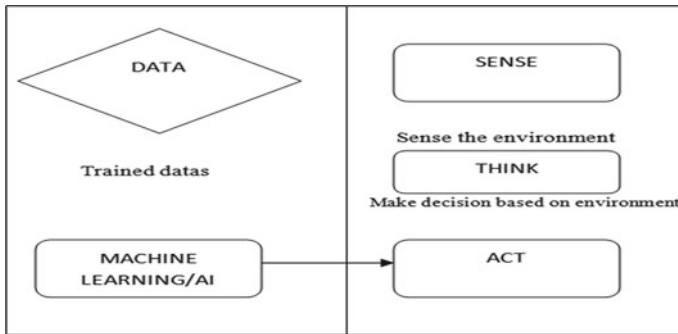 DATA
Trained datas
MACHINE
LEARNING/AI
SENSE
Sense the environment
THINK
Make decision based on environment
ACT